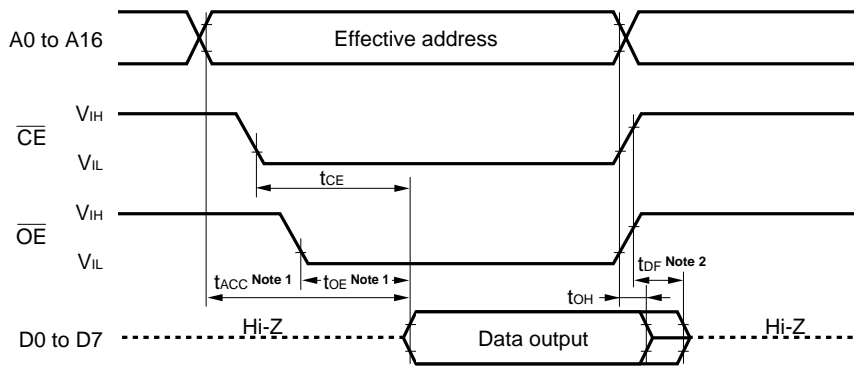 A0 to A16
Effective address
CE
VIH
VIL
tCE
OE
VIH
VIL
tACC Note 1
tOE Note 1
tDF Note 2
tOH
D0 to D7
Hi-Z
Data output
Hi-Z